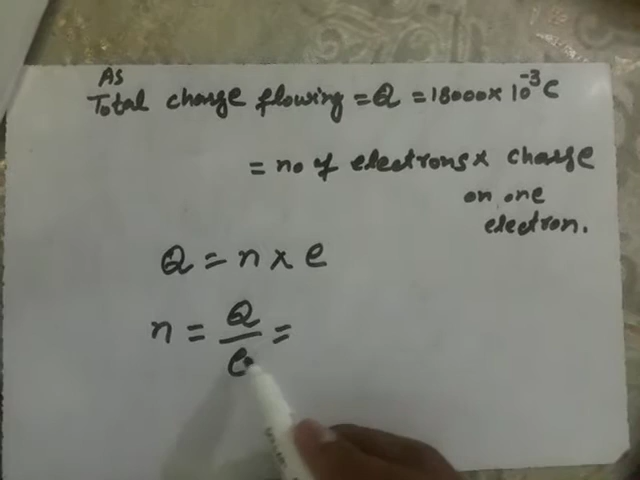 As
Total charge flowing = Q = 18000 × 10⁻³ C
= no of electrons × charge
on one
electron.
Q = n × e
n = Q/e =